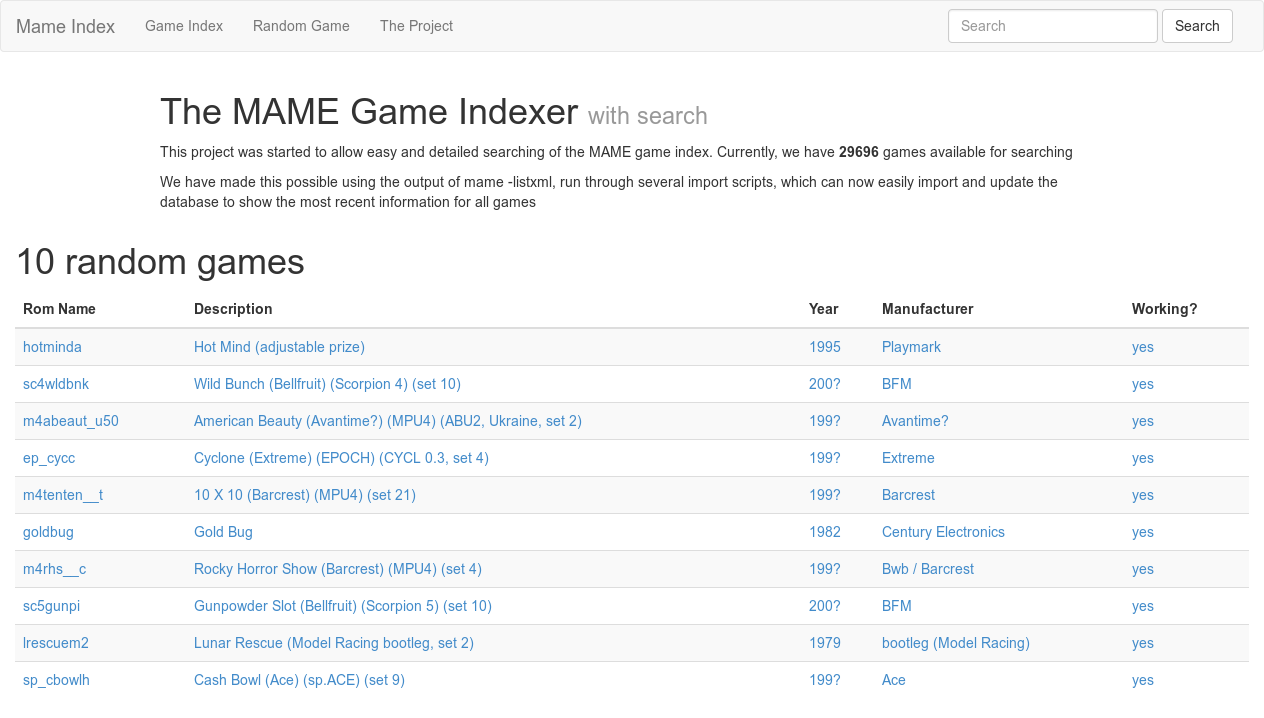 Mame Index Game Index Random Game The Project Search Search
The MAME Game Indexer with search
This project was started to allow easy and detailed searching of the MAME game index. Currently, we have 29696 games available for searching
We have made this possible using the output of mame -listxml, run through several import scripts, which can now easily import and update the
database to show the most recent information for all games
10 random games
Rom Name Description Year Manufacturer Working?
hotminda Hot Mind (adjustable prize) 1995 Playmark yes
sc4wldbnk Wild Bunch (Bellfruit) (Scorpion 4) (set 10) 200? BFM yes
m4abeaut_u50 American Beauty (Avantime?) (MPU4) (ABU2, Ukraine, set 2) 199? Avantime? yes
ep_cycc Cyclone (Extreme) (EPOCH) (CYCL 0.3, set 4) 199? Extreme yes
m4tenten__t 10 X 10 (Barcrest) (MPU4) (set 21) 199? Barcrest yes
goldbug Gold Bug 1982 Century Electronics yes
m4rhs__c Rocky Horror Show (Barcrest) (MPU4) (set 4) 199? Bwb / Barcrest yes
sc5gunpi Gunpowder Slot (Bellfruit) (Scorpion 5) (set 10) 200? BFM yes
lrescuem2 Lunar Rescue (Model Racing bootleg, set 2) 1979 bootleg (Model Racing) yes
sp_cbowlh Cash Bowl (Ace) (sp.ACE) (set 9) 199? Ace yes